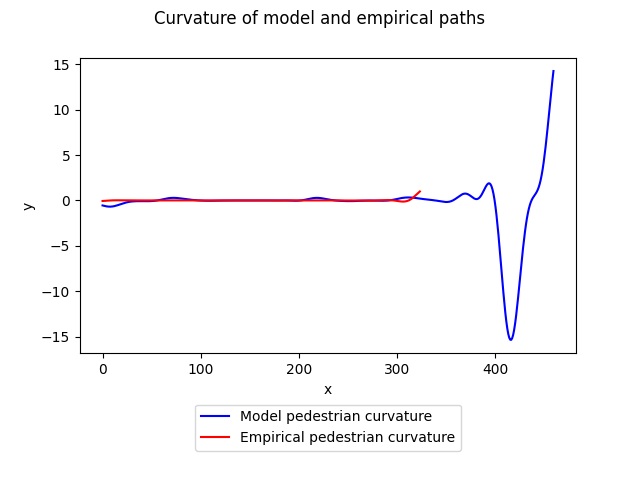 Curvature of model and empirical paths
15
10
5
0
−5
−10
−15
y
0 100 200 300 400
x
Model pedestrian curvature
Empirical pedestrian curvature